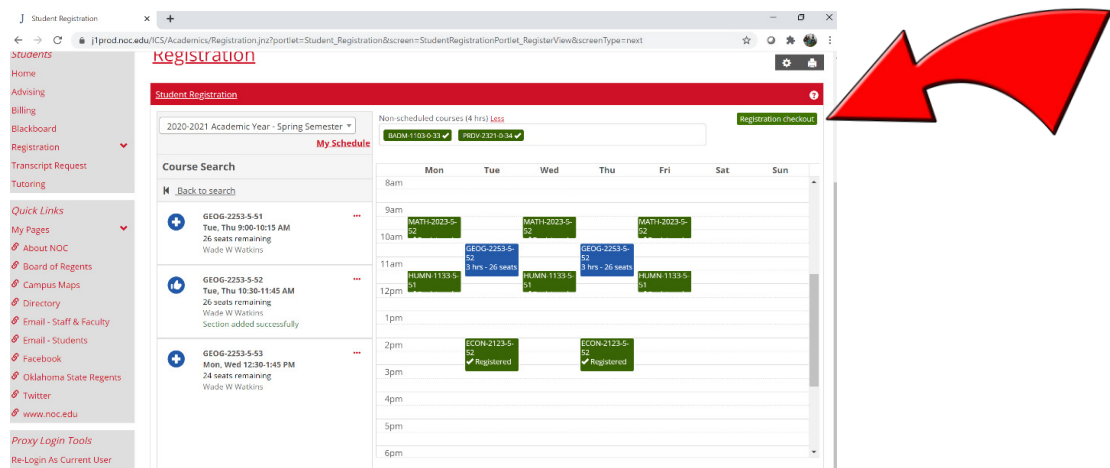 Student Registration
j1prod.noc.edu/ICS/Academics/Registration.jnz?portlet=Student_Registration&screen=StudentRegistrationPortlet_RegisterView&screenType=next
Students
Home
Advising
Billing
Blackboard
Registration
Transcript Request
Tutoring
Quick Links
My Pages
About NOC
Board of Regents
Campus Maps
Directory
Email - Staff & Faculty
Email - Students
Facebook
Oklahoma State Regents
Twitter
www.noc.edu
Proxy Login Tools
Re-Login As Current User
Registration
Student Registration
2020-2021 Academic Year - Spring Semester
My Schedule
Course Search
Back to search
GEOG-2253-5-51
Tue, Thu 9:00-10:15 AM
26 seats remaining
Wade W Watkins
GEOG-2253-5-52
Tue, Thu 10:30-11:45 AM
26 seats remaining
Wade W Watkins
Section added successfully
GEOG-2253-5-53
Mon, Wed 12:30-1:45 PM
24 seats remaining
Wade W Watkins
Non-scheduled courses (4 hrs) Less
Registration checkout
BADM-1103-0-33 PRDV-2321-0-34
Mon Tue Wed Thu Fri Sat Sun
8am
9am
MATH-2023-5-52 MATH-2023-5-52 MATH-2023-5-52
10am
GEOG-2253-5-52 GEOG-2253-5-52
3 hrs - 26 seats 3 hrs - 26 seats
11am
HUMN-1133-5-51 HUMN-1133-5-51 HUMN-1133-5-51
12pm
1pm
2pm
ECON-2123-5-52 ECON-2123-5-52
Registered Registered
3pm
4pm
5pm
6pm